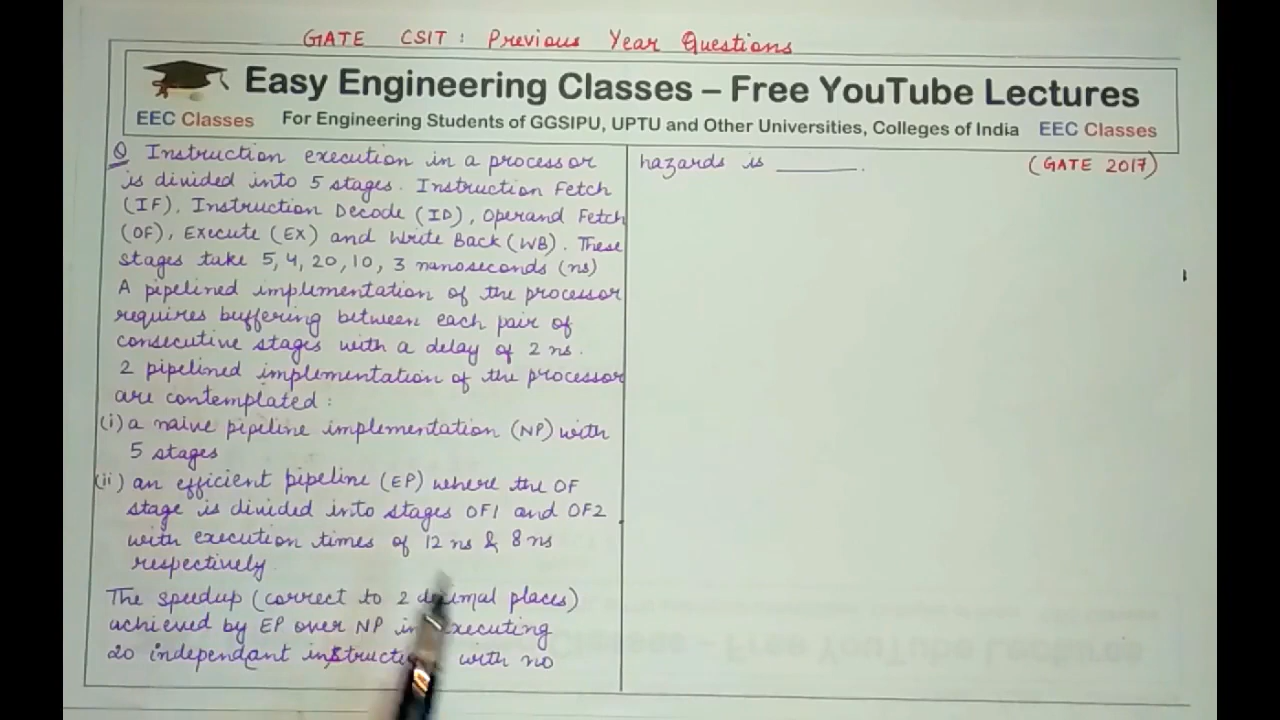 GATE CSIT : Previous Year Questions
Easy Engineering Classes – Free YouTube Lectures
EEC Classes For Engineering Students of GGSIPU, UPTU and Other Universities, Colleges of India EEC Classes
Q Instruction execution in a processor
is divided into 5 stages. Instruction Fetch
(IF), Instruction Decode (ID), Operand Fetch
(OF), Execute (EX) and Write Back (WB). These
stages take 5, 4, 20, 10, 3 nanoseconds (ns)
A pipelined implmentation of the processor
requires buffering between each pair of
consecutive stages with a delay of 2 ns.
2 pipelined implmentation of the processor
are contemplated :
(i) a naive pipeline implementation (NP) with
5 stages
(ii) an efficient pipeline (EP) where the OF
stage is divided into stages OF1 and OF2
with execution times of 12 ns & 8 ns
respectively.
The speedup (correct to 2 decimal places)
achieved by EP over NP in executing
20 independant with no
hazards is ______. (GATE 2017)